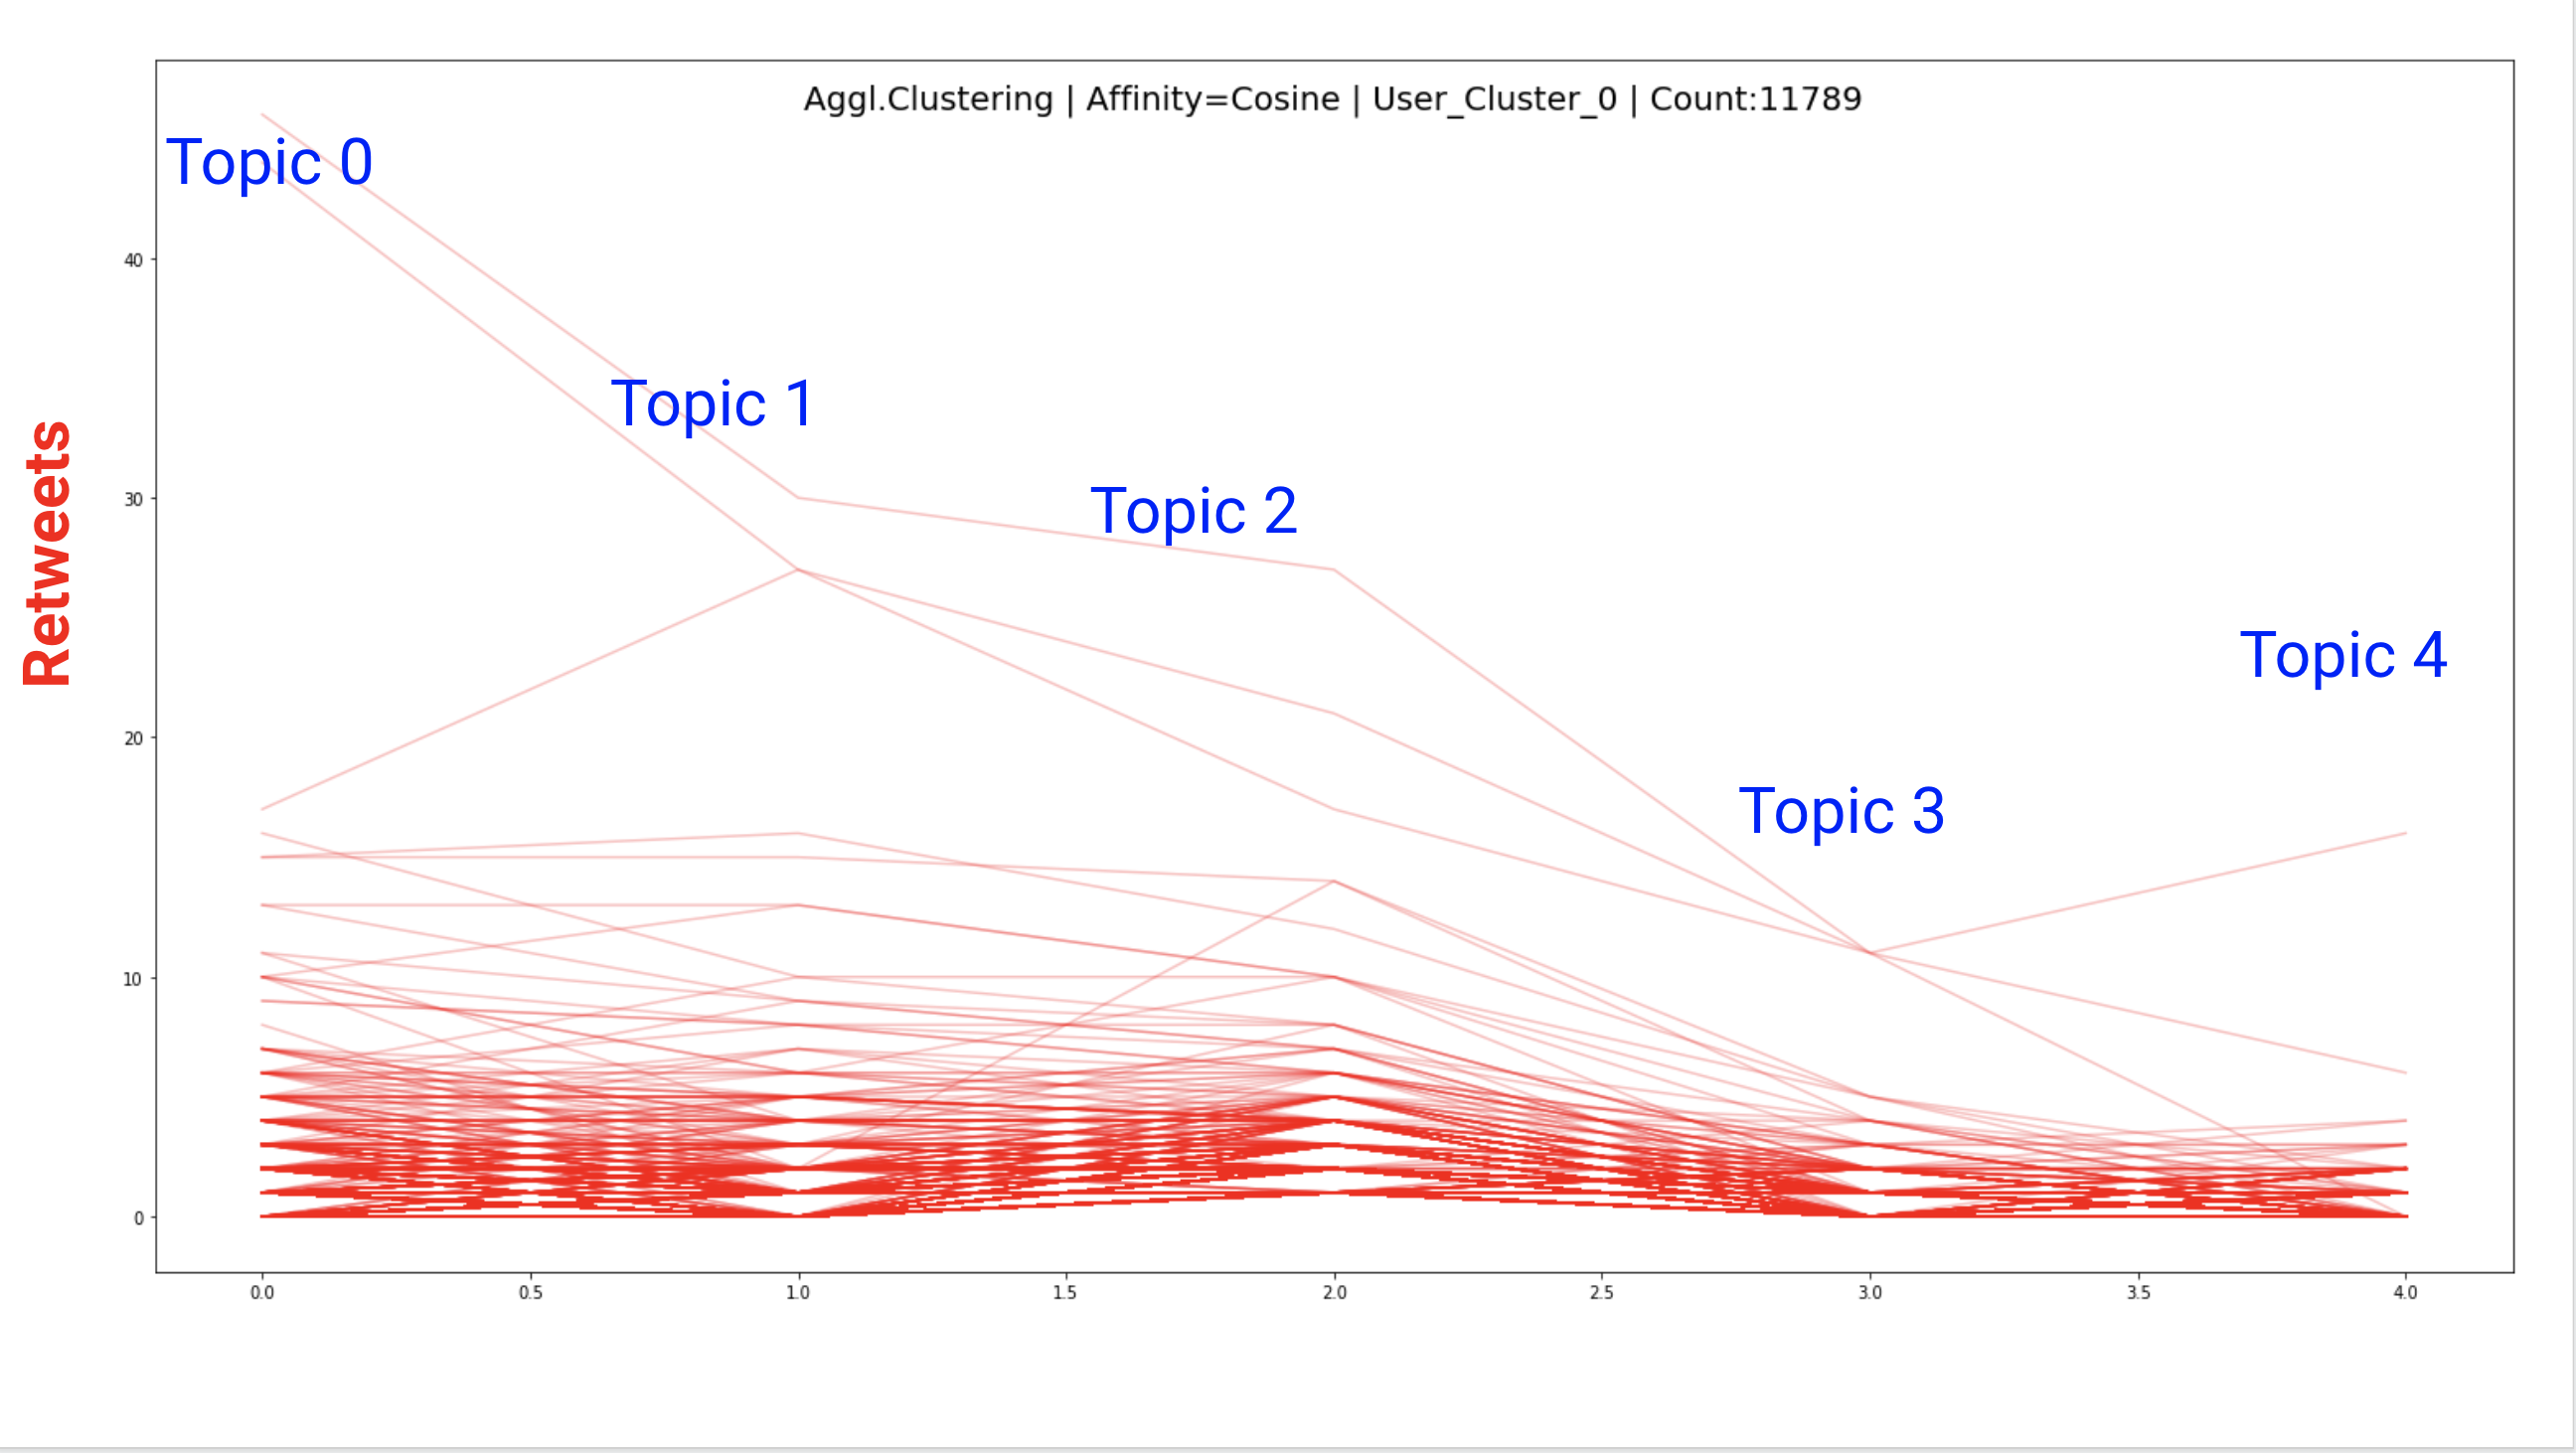 Aggl.Clustering | Affinity=Cosine | User_Cluster_0 | Count:11789
Topic 0
Topic 1
Topic 2
Topic 3
Topic 4
Retweets
40
30
20
10
0
0.0 0.5 1.0 1.5 2.0 2.5 3.0 3.5 4.0